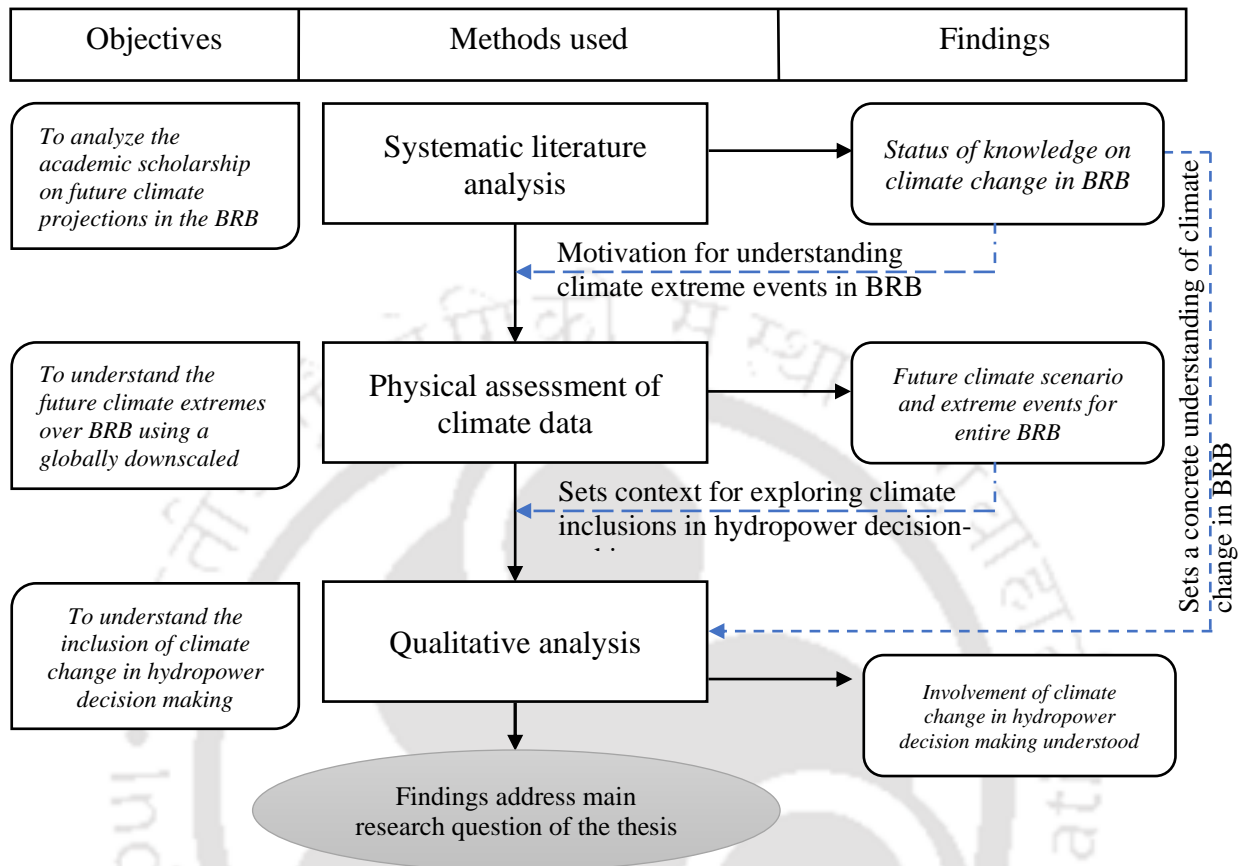 Objectives
Methods used
Findings
To analyze the
academic scholarship
on future climate
projections in the BRB
Systematic literature
analysis
Status of knowledge on
climate change in BRB
Motivation for understanding
climate extreme events in BRB
To understand the
future climate extremes
over BRB using a
globally downscaled
Physical assessment of
climate data
Future climate scenario
and extreme events for
entire BRB
Sets context for exploring climate
inclusions in hydropower decision-
Sets a concrete understanding of climate
change in BRB
To understand the
inclusion of climate
change in hydropower
decision making
Qualitative analysis
Involvement of climate
change in hydropower
decision making understood
Findings address main
research question of the thesis